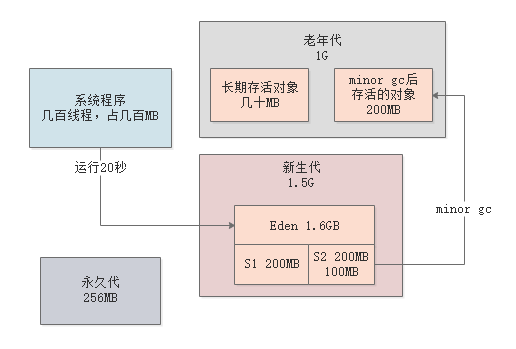 老年代
1G
长期存活对象
几十MB
minor gc后
存活的对象
200MB
系统程序
几百线程，占几百MB
运行20秒
新生代
1.5G
minor gc
Eden 1.6GB
S1 200MB
S2 200MB
100MB
永久代
256MB